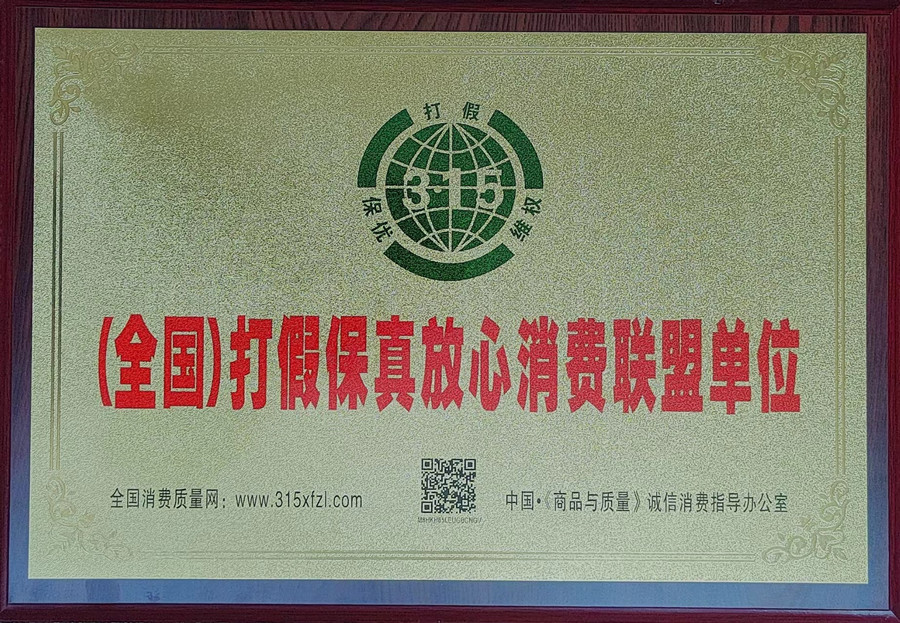 打假
3·15
保优
维权
(全国)打假保真放心消费联盟单位
全国消费质量网：www.315xfzl.com
中国·《商品与质量》诚信消费指导办公室